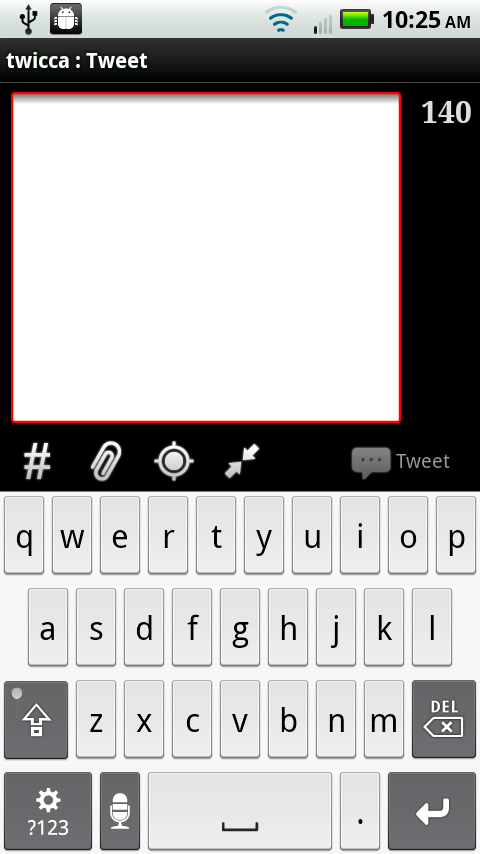 10:25 AM
twicca : Tweet
140
# Tweet
q w e r t y u i o p
a s d f g h j k l
z x c v b n m DEL
?123 .